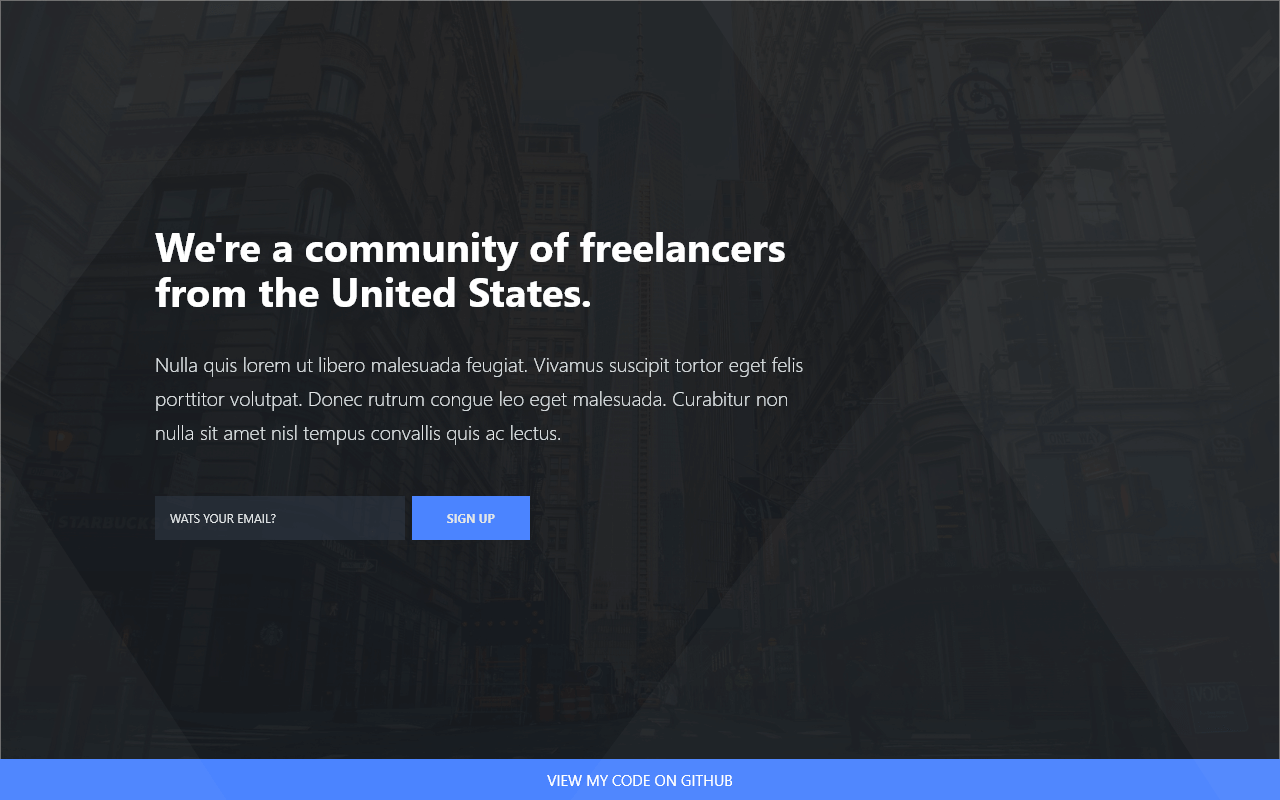 We're a community of freelancers
from the United States.
Nulla quis lorem ut libero malesuada feugiat. Vivamus suscipit tortor eget felis
porttitor volutpat. Donec rutrum congue leo eget malesuada. Curabitur non
nulla sit amet nisl tempus convallis quis ac lectus.
STARBUCKS
WATS YOUR EMAIL?
SIGN UP
VOICE
VIEW MY CODE ON GITHUB